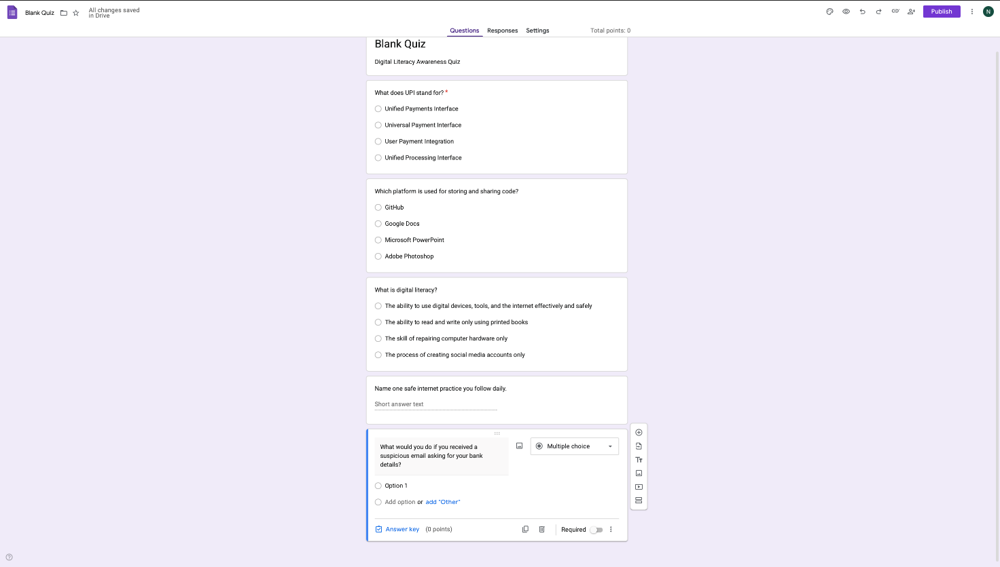 Blank Quiz
All changes saved
in Drive
Publish
N
Questions Responses Settings
Total points: 0
Blank Quiz
Digital Literacy Awareness Quiz
What does UPI stand for? *
Unified Payments Interface
Universal Payment Interface
User Payment Integration
Unified Processing Interface
Which platform is used for storing and sharing code?
GitHub
Google Docs
Microsoft PowerPoint
Adobe Photoshop
What is digital literacy?
The ability to use digital devices, tools, and the internet effectively and safely
The ability to read and write only using printed books
The skill of repairing computer hardware only
The process of creating social media accounts only
Name one safe internet practice you follow daily.
Short answer text
What would you do if you received a
suspicious email asking for your bank
details?
Multiple choice
Option 1
Add option or add "Other"
Answer key (0 points)
Required